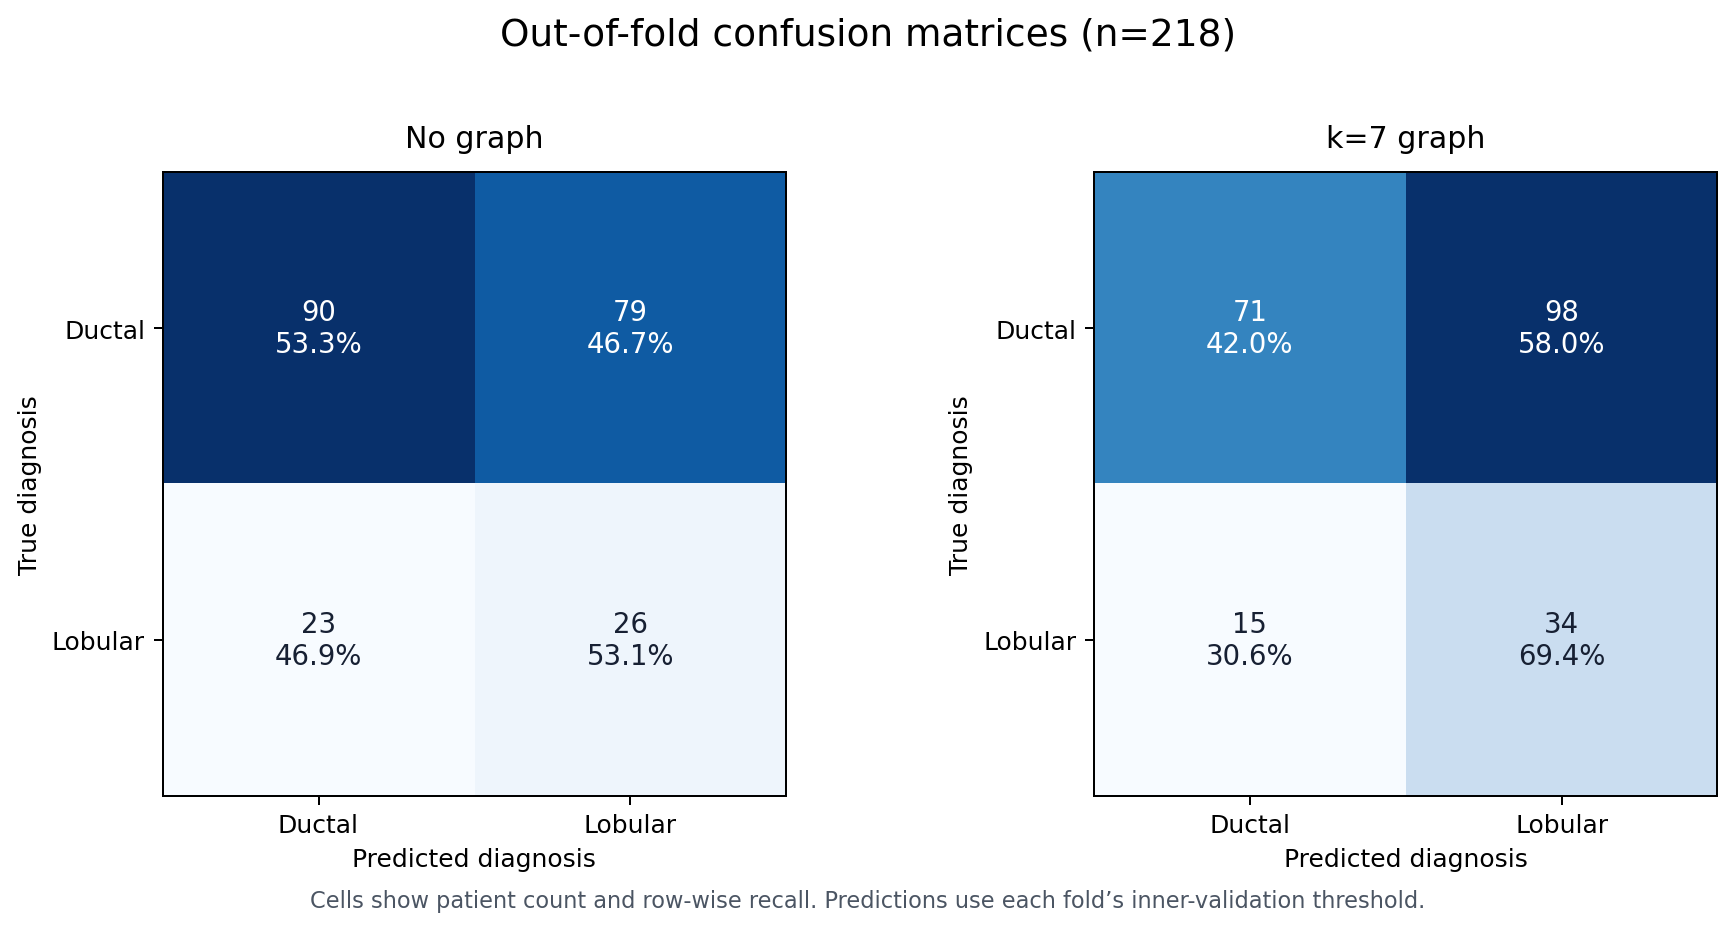 Out-of-fold confusion matrices (n=218)
No graph
True diagnosis
Ductal
90
53.3%
79
46.7%
Lobular
23
46.9%
26
53.1%
Ductal
Lobular
Predicted diagnosis
k=7 graph
True diagnosis
Ductal
71
42.0%
98
58.0%
Lobular
15
30.6%
34
69.4%
Ductal
Lobular
Predicted diagnosis
Cells show patient count and row-wise recall. Predictions use each fold’s inner-validation threshold.